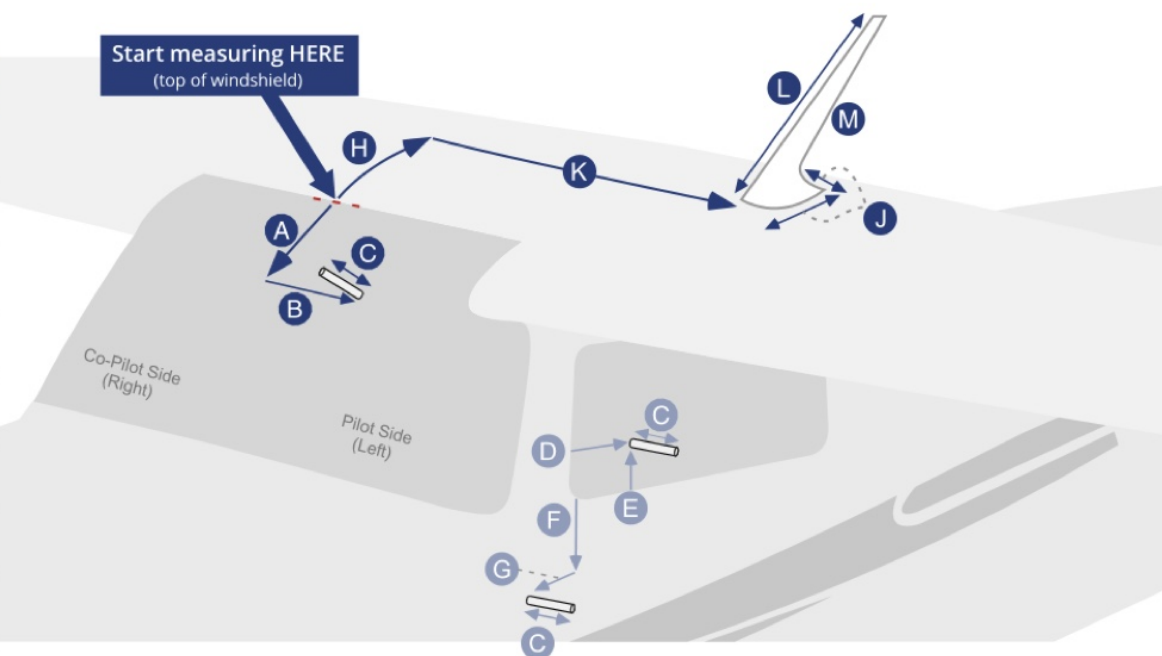 Start measuring HERE
(top of windshield)
L
M
H
K
J
A
C
B
Co-Pilot Side
(Right)
Pilot Side
(Left)
C
D
E
F
G
C